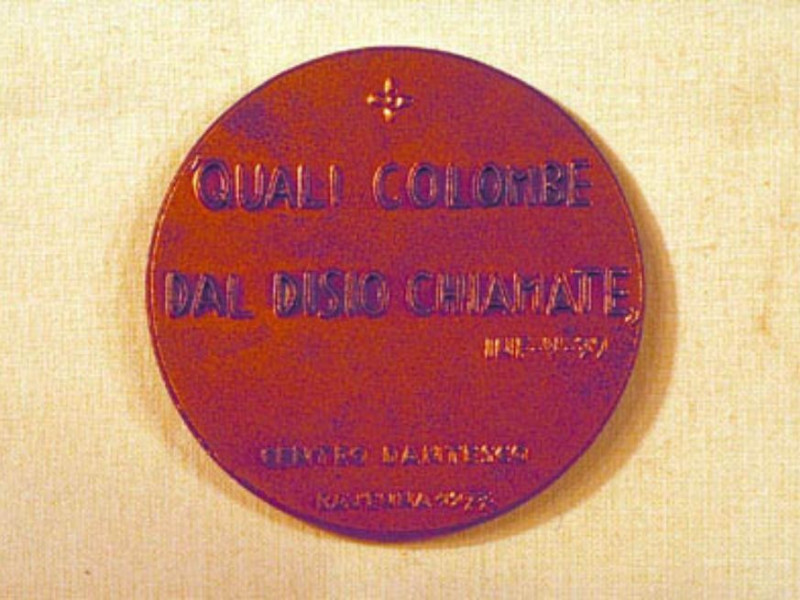 "QUALI COLOMBE
DAL DISIO CHIAMATE"
CENTRO DANTESCO
RAVENNA